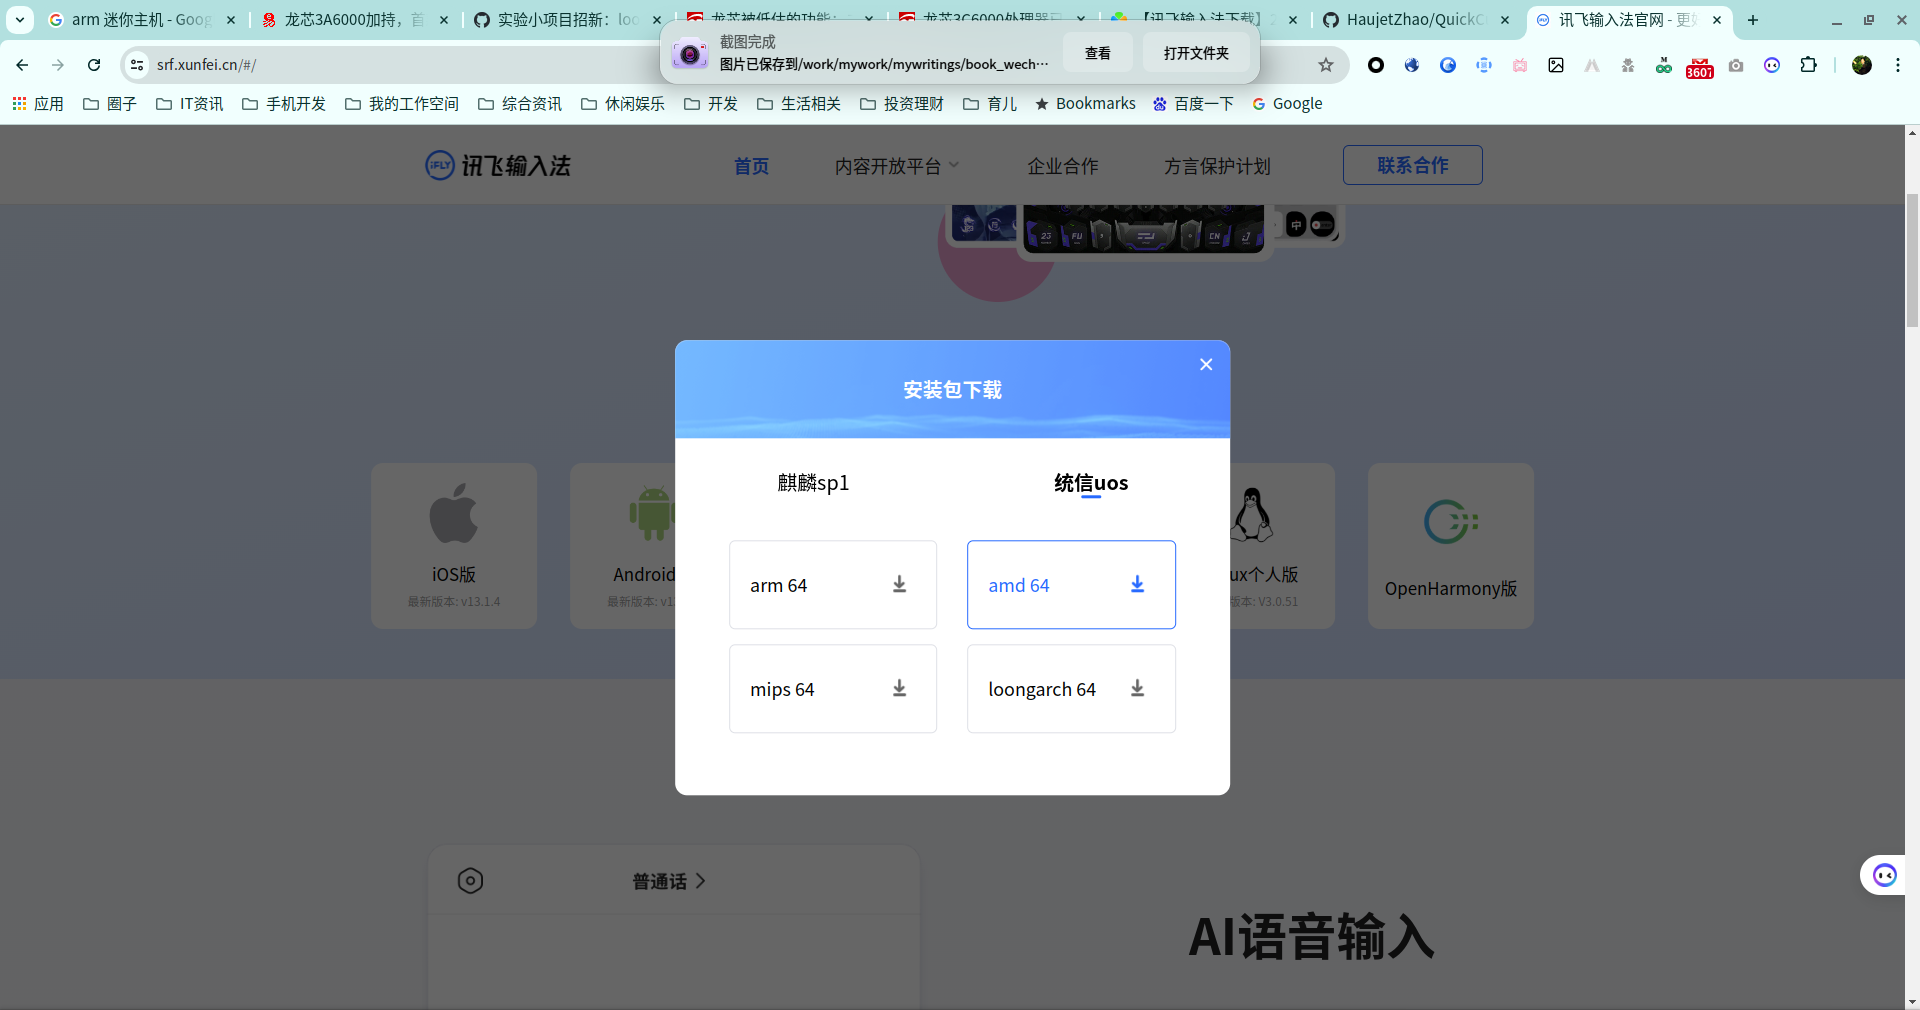 arm 迷你主机 - Goog
龙芯3A6000加持，首
实验小项目招新：loo
龙芯被低估的功能：
龙芯3C6000处理器已
【讯飞输入法下载】2
HaujetZhao/QuickC
讯飞输入法官网 - 更好
截图完成
图片已保存到/work/mywork/mywritings/book_wech…
查看
打开文件夹
srf.xunfei.cn/#/
3607
应用
圈子
IT资讯
手机开发
我的工作空间
综合资讯
休闲娱乐
开发
生活相关
投资理财
育儿
Bookmarks
百度一下
Google
iFLY 讯飞输入法
首页
内容开放平台
企业合作
方言保护计划
联系合作
23
FU
CN
中
安装包下载
麒麟sp1
统信uos
arm 64
amd 64
mips 64
loongarch 64
iOS版
最新版本: v13.1.4
Android
最新版本: v1
ux个人版
版本: V3.0.51
OpenHarmony版
普通话
AI语音输入